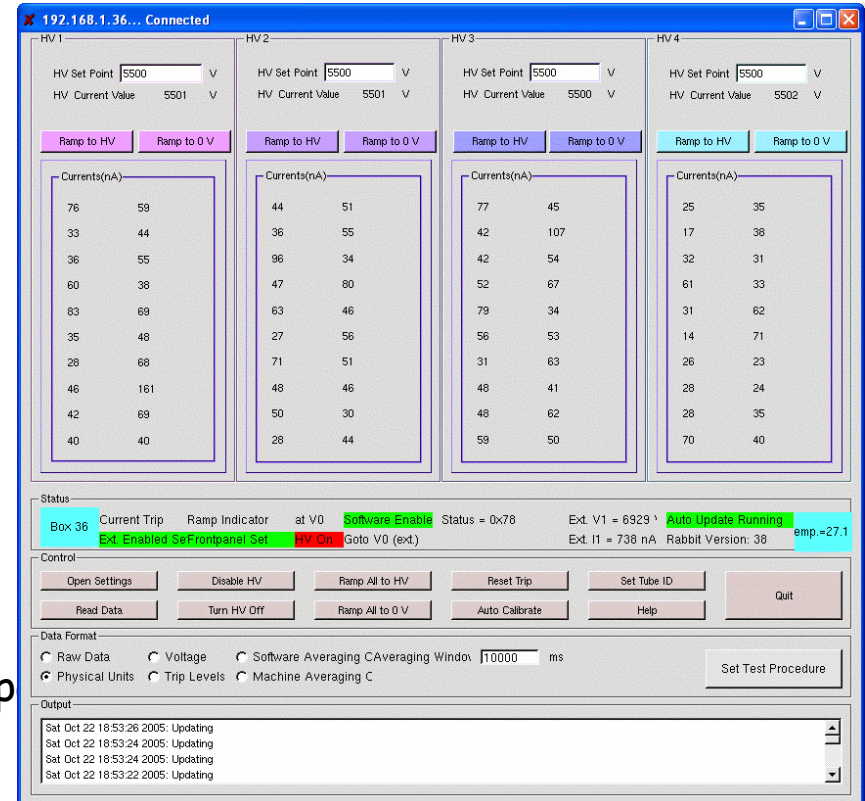 192.168.1.36... Connected
HV 1
HV Set Point 5500 V
HV Current Value 5501 V
Ramp to HV Ramp to 0 V
Currents(nA)
76 59
33 44
36 55
60 38
83 69
35 48
28 68
46 161
42 69
40 40
HV 2
HV Set Point 5500 V
HV Current Value 5501 V
Ramp to HV Ramp to 0 V
Currents(nA)
44 51
36 55
96 34
47 80
63 46
27 56
71 51
48 46
50 30
28 44
HV 3
HV Set Point 5500 V
HV Current Value 5500 V
Ramp to HV Ramp to 0 V
Currents(nA)
77 45
42 107
42 54
52 67
79 34
56 53
31 63
48 41
48 62
59 50
HV 4
HV Set Point 5500 V
HV Current Value 5502 V
Ramp to HV Ramp to 0 V
Currents(nA)
25 35
17 38
32 31
61 33
31 62
14 71
26 23
28 24
28 35
70 40
Status
Box 36
Current Trip Ramp Indicator at V0 Software Enable Status = 0x78 Ext. V1 = 6929 Auto Update Running
Ext. Enabled Se Frontpanel Set HV On Goto V0 (ext.) Ext. I1 = 738 nA Rabbit Version: 38
emp.=27.1
Control
Open Settings Disable HV Ramp All to HV Reset Trip Set Tube ID
Quit
Read Data Turn HV Off Ramp All to 0 V Auto Calibrate Help
Data Format
Raw Data Voltage Software Averaging C Averaging Window 10000 ms
Physical Units Trip Levels Machine Averaging C
Set Test Procedure
p
Output
Sat Oct 22 18:53:26 2005: Updating
Sat Oct 22 18:53:24 2005: Updating
Sat Oct 22 18:53:24 2005: Updating
Sat Oct 22 18:53:22 2005: Updating